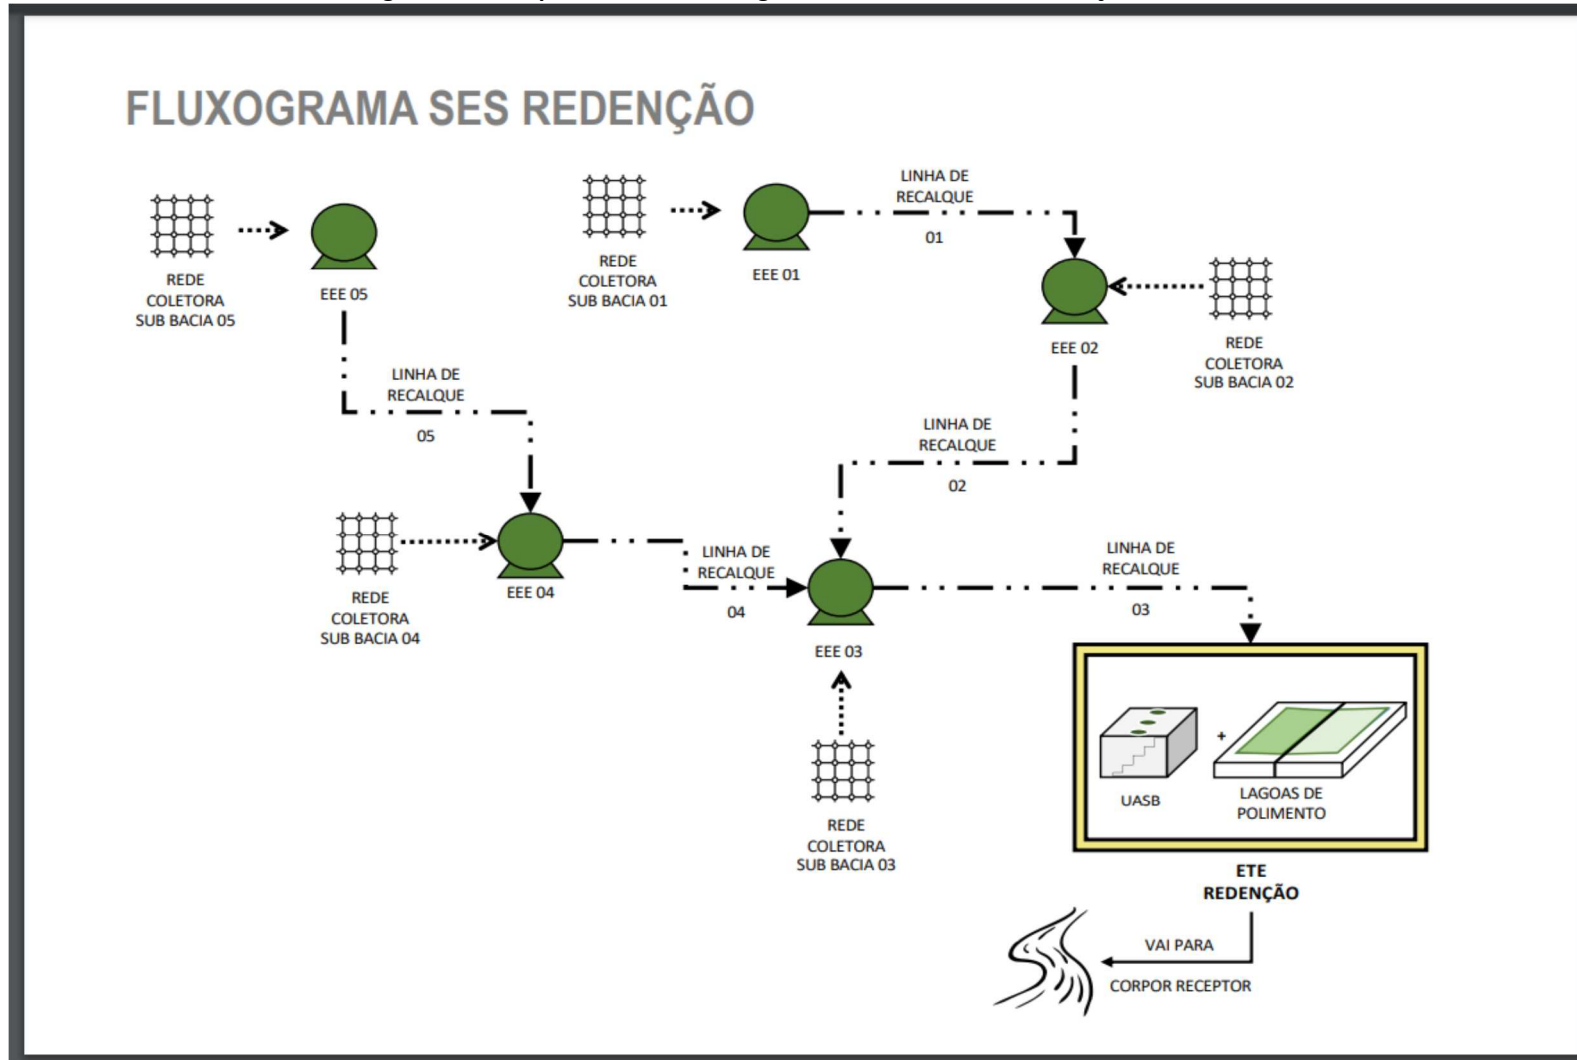 FLUXOGRAMA SES REDENÇÃO
REDE
COLETORA
SUB BACIA 05
EEE 05
REDE
COLETORA
SUB BACIA 01
EEE 01
LINHA DE
RECALQUE
01
EEE 02
REDE
COLETORA
SUB BACIA 02
LINHA DE
RECALQUE
05
LINHA DE
RECALQUE
02
REDE
COLETORA
SUB BACIA 04
EEE 04
LINHA DE
RECALQUE
04
EEE 03
LINHA DE
RECALQUE
03
REDE
COLETORA
SUB BACIA 03
UASB
+
LAGOAS DE
POLIMENTO
ETE
REDENÇÃO
VAI PARA
CORPOR RECEPTOR